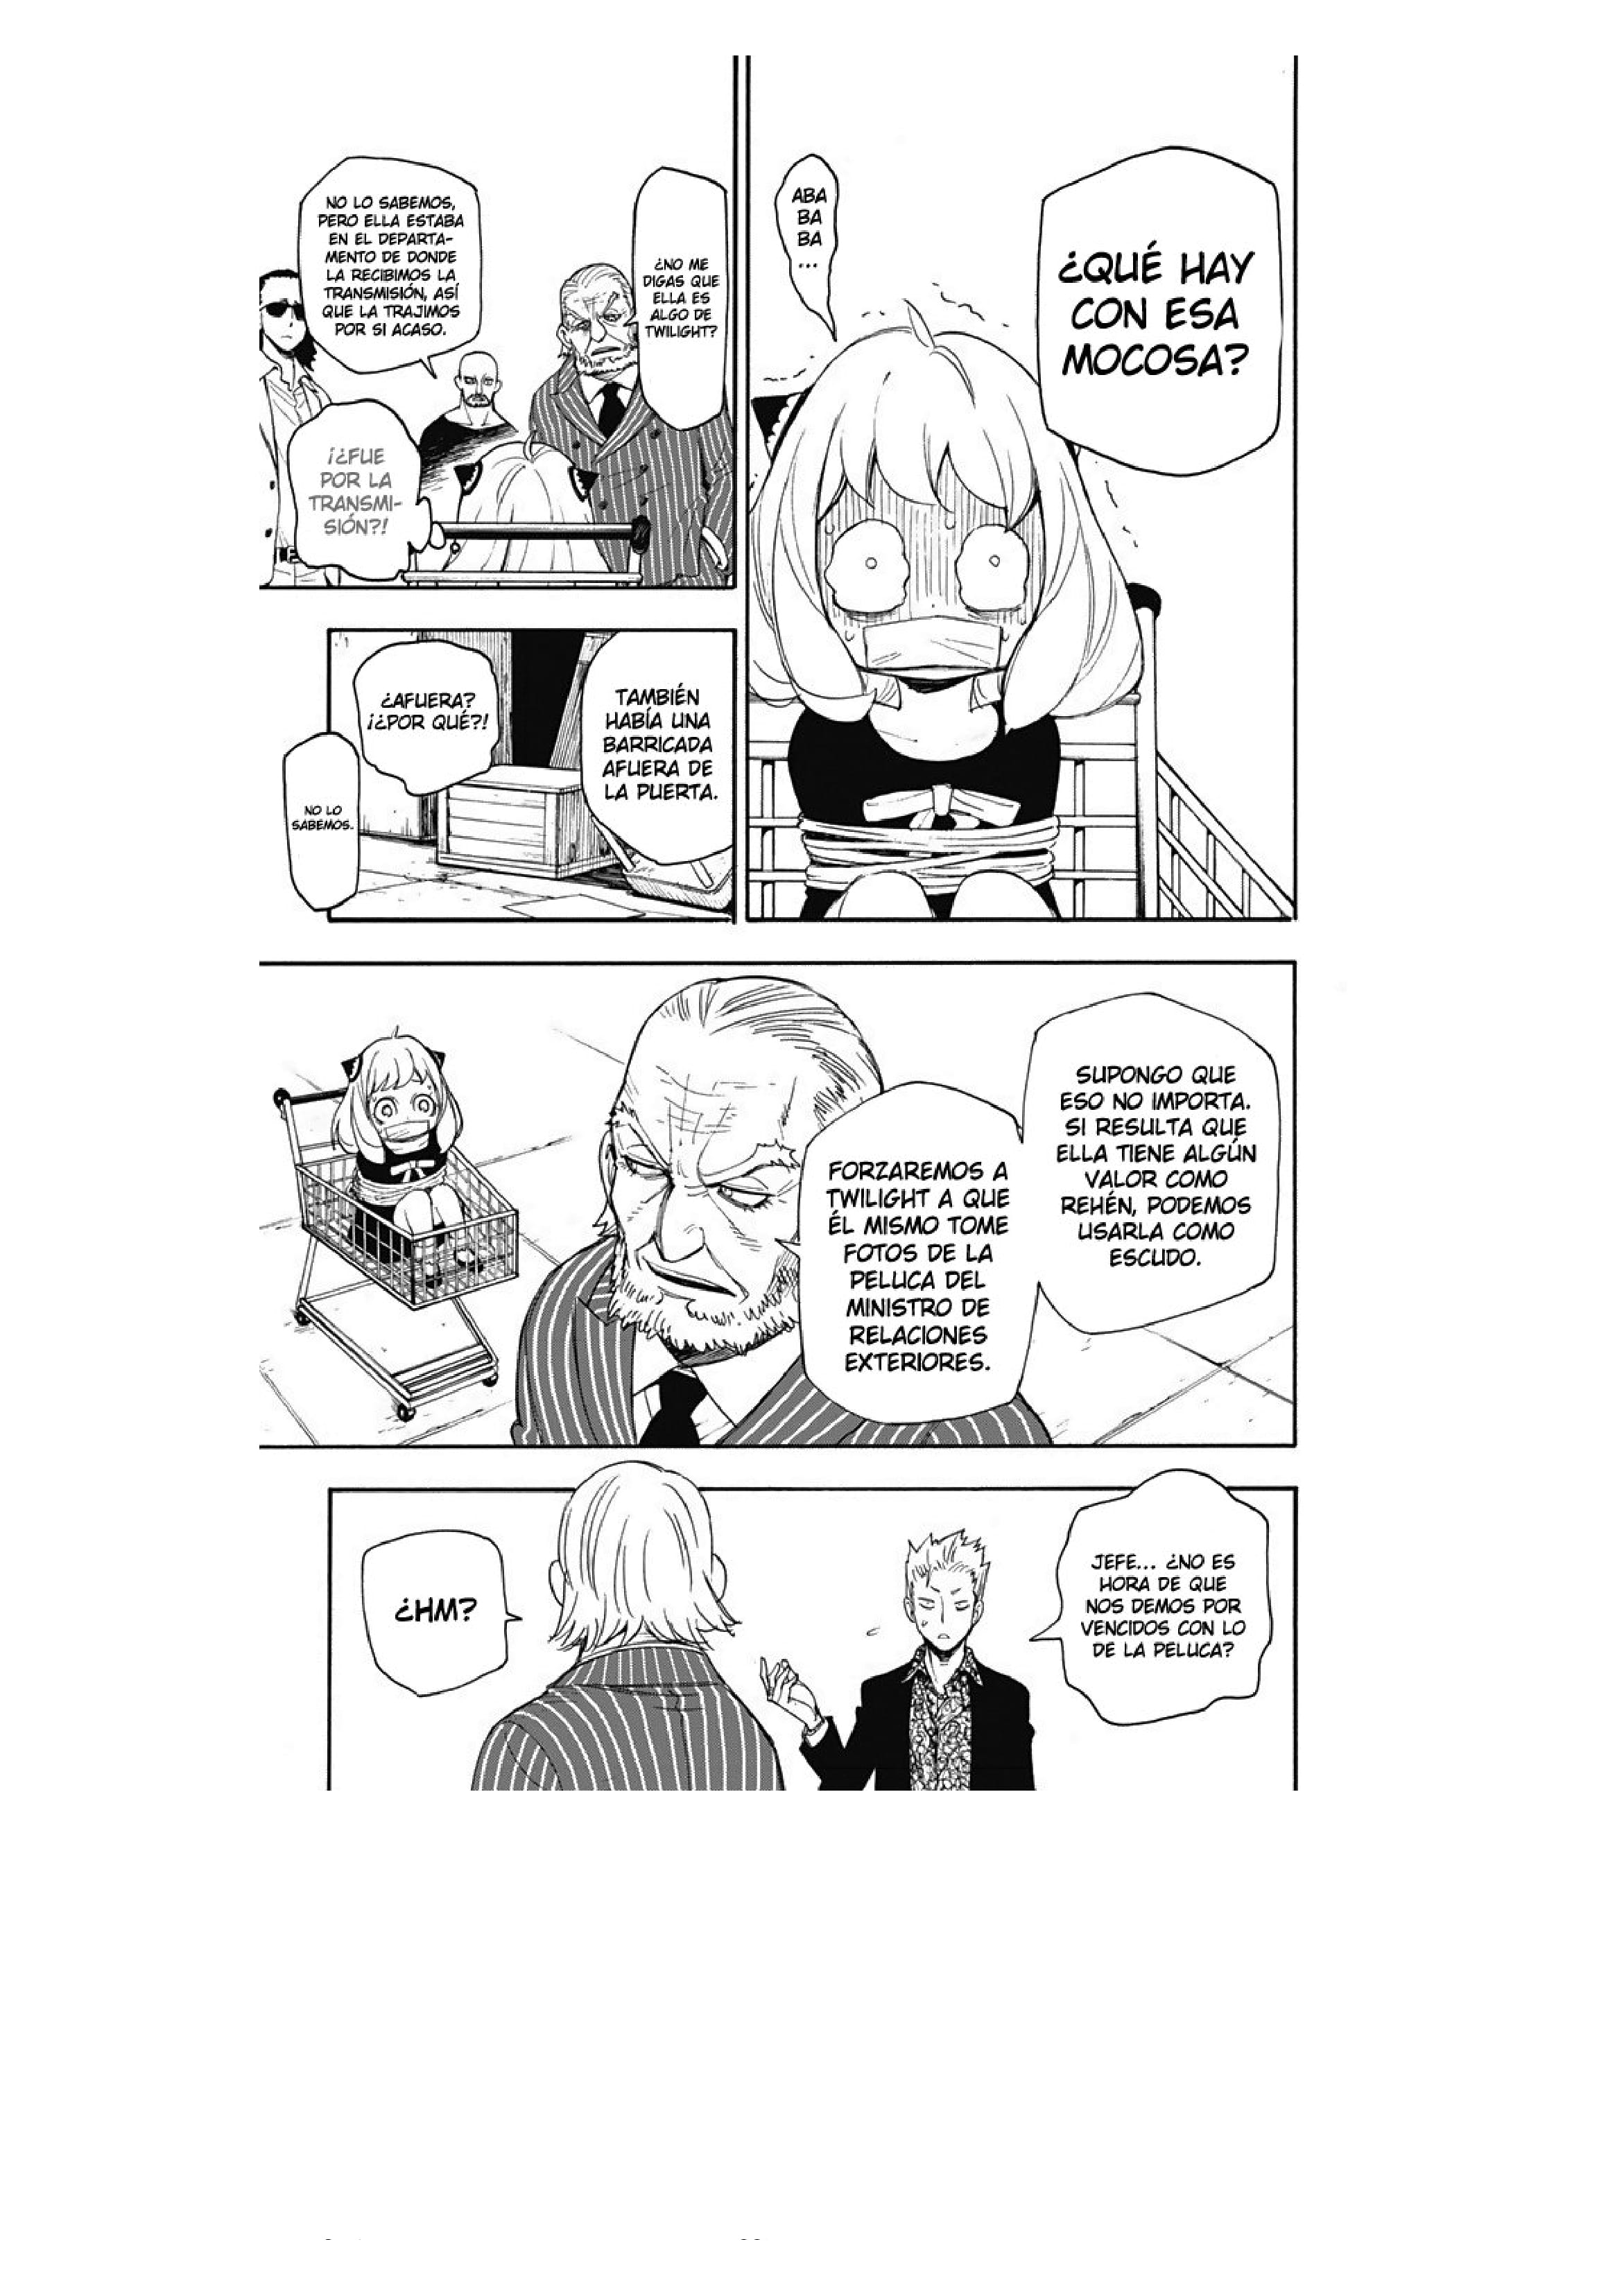 ¿QUÉ HAY
CON ESA
MOCOSA?
ABA
BA
BA
...
¿NO ME
DIGAS QUE
ELLA ES
ALGO DE
TWILIGHT?
NO LO SABEMOS,
PERO ELLA ESTABA
EN EL DEPARTA-
MENTO DE DONDE
LA RECIBIMOS LA
TRANSMISIÓN, ASÍ
QUE LA TRAJIMOS
POR SI ACASO.
¡¿FUE
POR LA
TRANSMI-
SIÓN?!
TAMBIÉN
HABÍA UNA
BARRICADA
AFUERA DE
LA PUERTA.
¿AFUERA?
¡¿POR QUÉ?!
NO LO
SABEMOS.
SUPONGO QUE
ESO NO IMPORTA.
SI RESULTA QUE
ELLA TIENE ALGÚN
VALOR COMO
REHÉN, PODEMOS
USARLA COMO
ESCUDO.
FORZAREMOS A
TWILIGHT A QUE
ÉL MISMO TOME
FOTOS DE LA
PELUCA DEL
MINISTRO DE
RELACIONES
EXTERIORES.
JEFE... ¿NO ES
HORA DE QUE
NOS DEMOS POR
VENCIDOS CON LO
DE LA PELUCA?
¿HM?